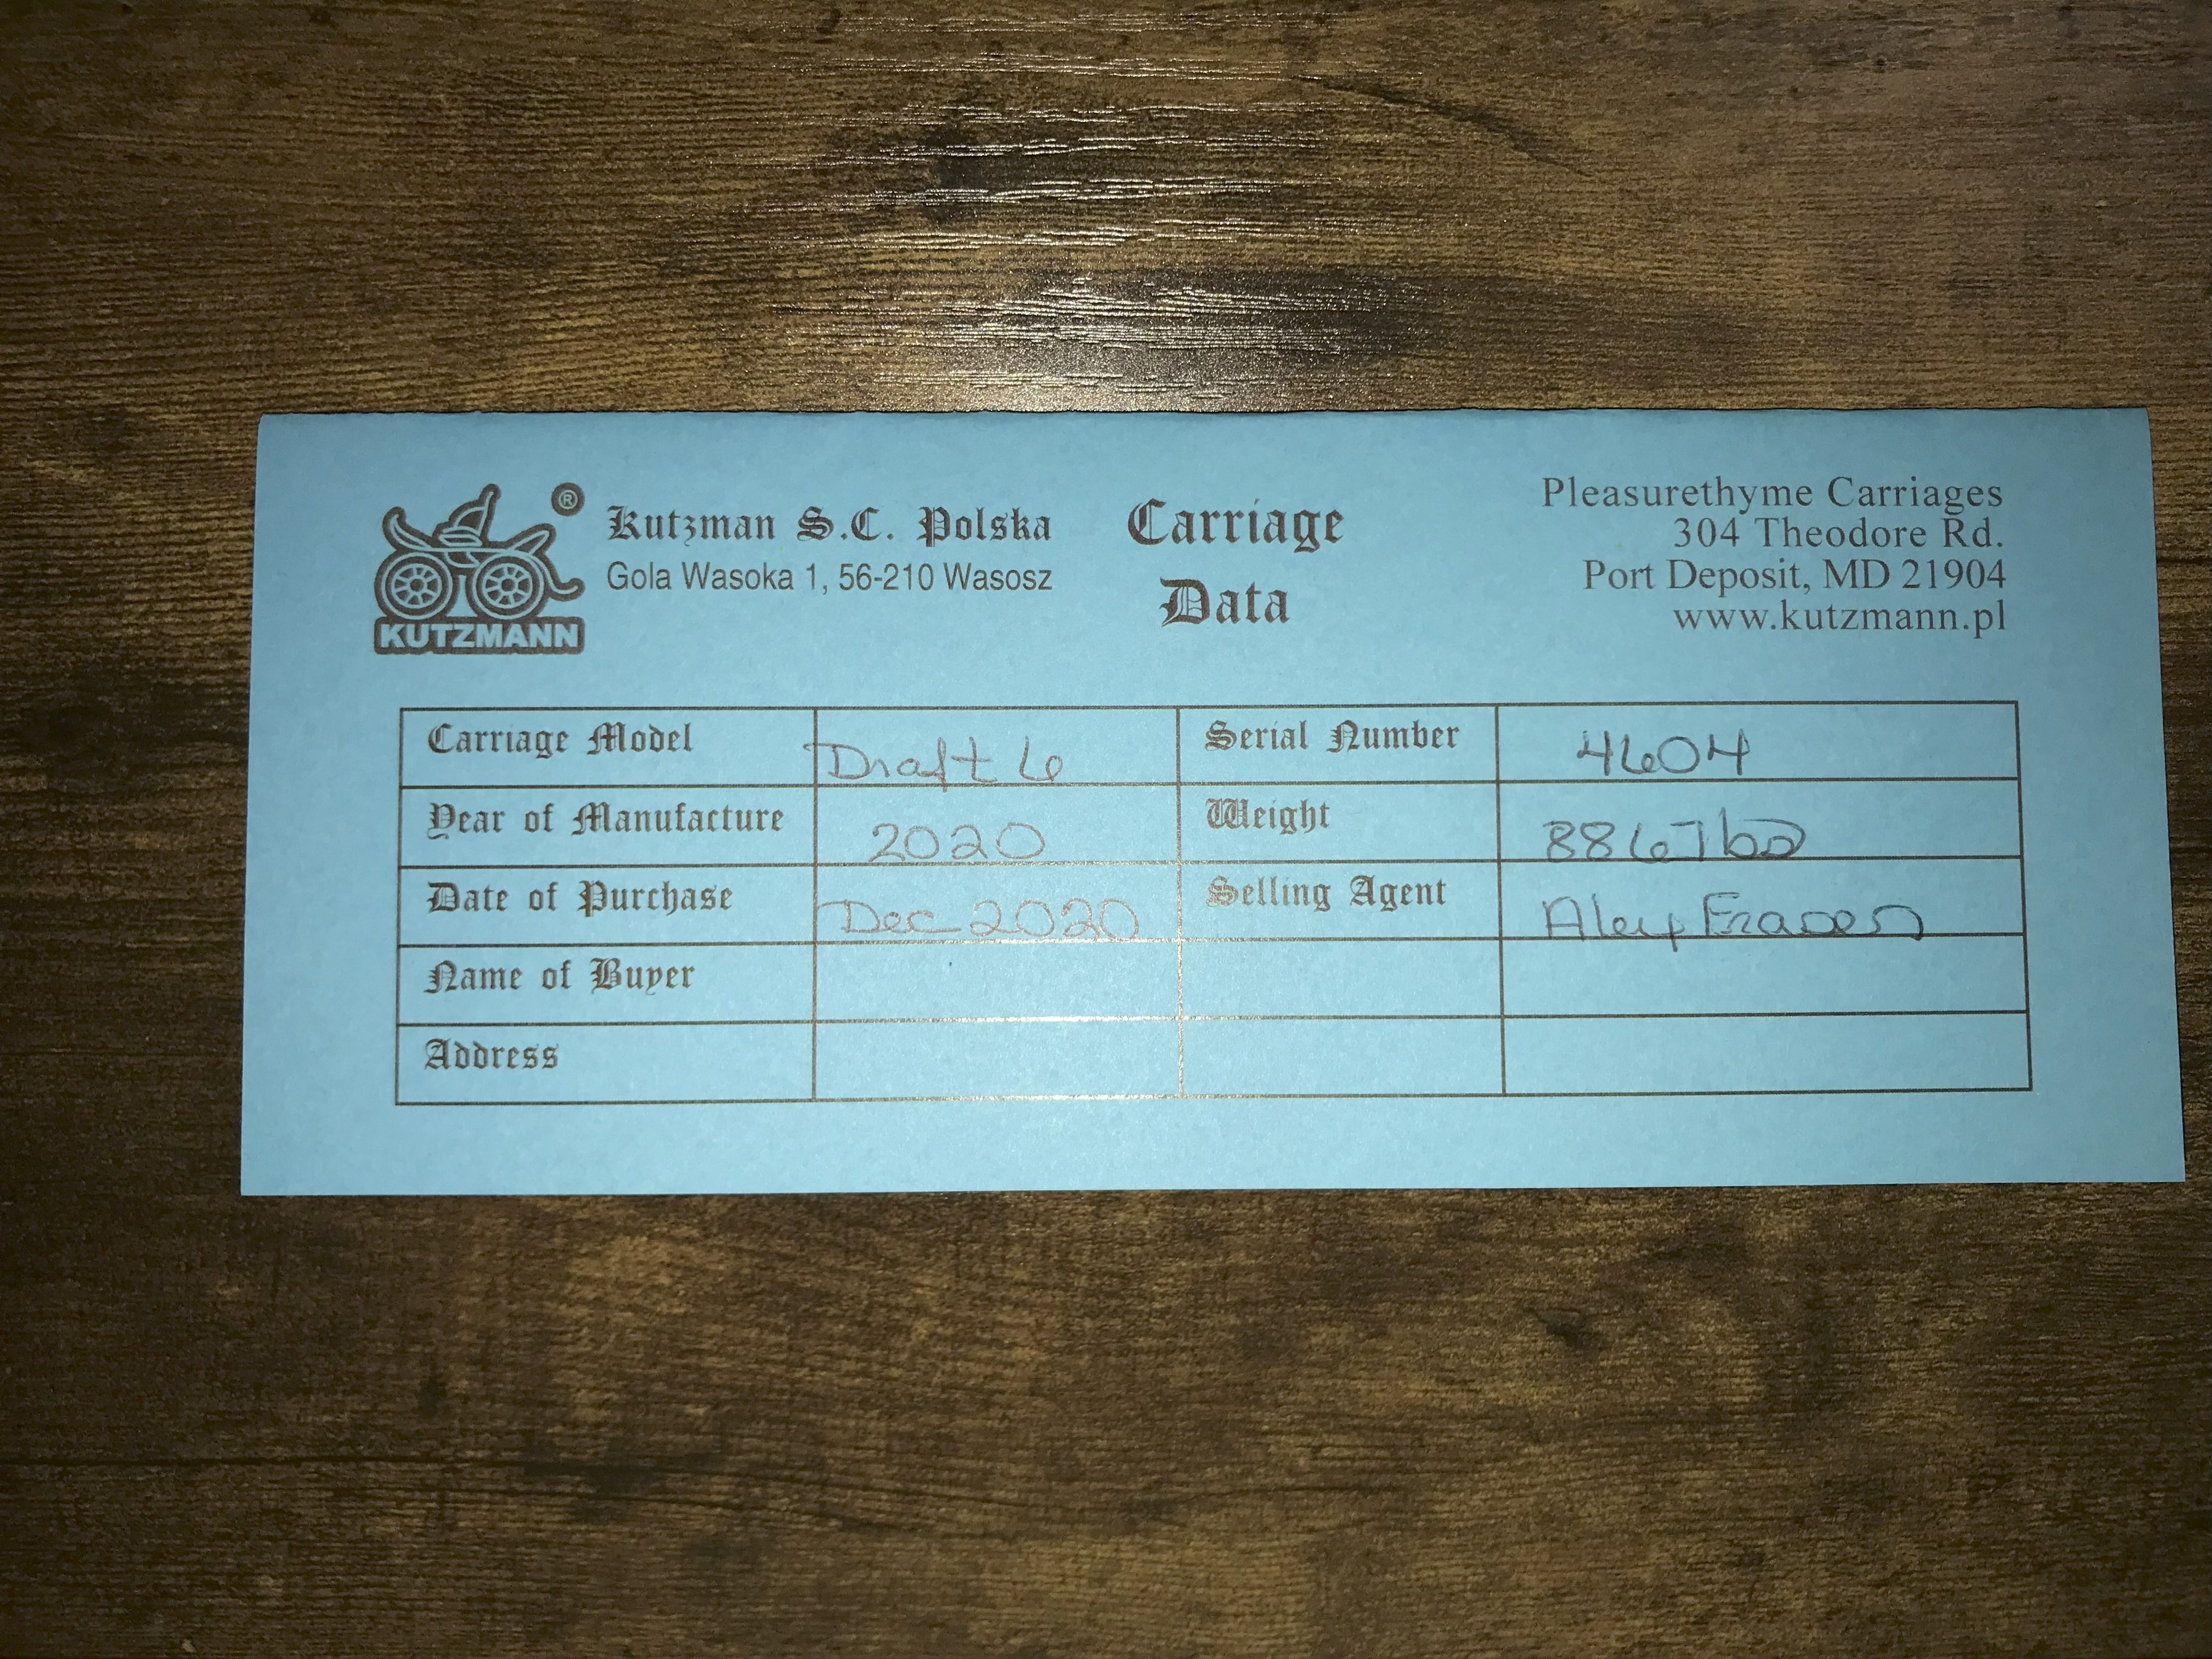 ®
KUTZMANN
Kutzman S.C. Polska
Gola Wasoka 1, 56-210 Wasosz
Carriage
Data
Pleasurethyme Carriages
304 Theodore Rd.
Port Deposit, MD 21904
www.kutzmann.pl
Carriage Model Draft 6 Serial Number 4604
Year of Manufacture 2020 Weight 886 lbs
Date of Purchase Dec 2020 Selling Agent
Name of Buyer
Address